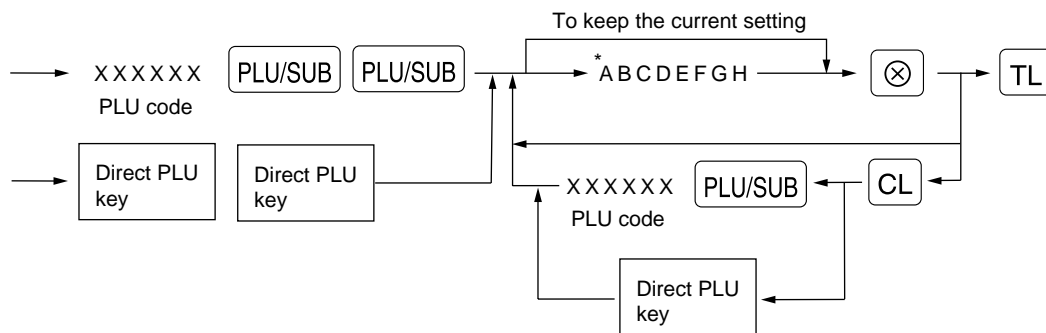 To keep the current setting
XXXXXX PLU/SUB PLU/SUB *ABCDEFGH ⊗ TL
PLU code
Direct PLU key
Direct PLU key
XXXXXX PLU/SUB CL
PLU code
Direct PLU key